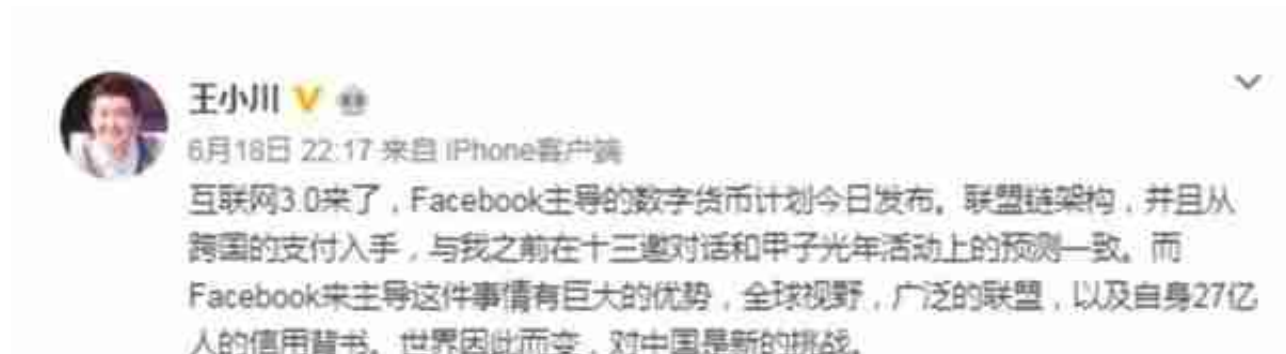 王小川
6月18日 22:17 来自 iPhone客户端
互联网3.0来了，Facebook主导的数字货币计划今日发布。联盟链架构，并且从
跨国的支付入手，与我之前在十三邀对话和甲子光年活动上的预测一致。而
Facebook来主导这件事情有巨大的优势，全球视野，广泛的联盟，以及自身27亿
人的信用背书。世界因此而变，对中国是新的挑战。